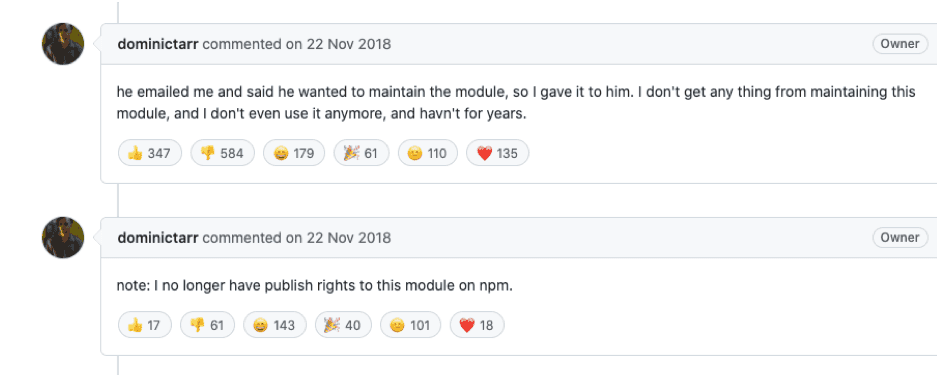 dominictarr commented on 22 Nov 2018
Owner
he emailed me and said he wanted to maintain the module, so I gave it to him. I don't get any thing from maintaining this
module, and I don't even use it anymore, and havn't for years.
👍 347 👎 584 😄 179 🎉 61 😕 110 ❤️ 135
dominictarr commented on 22 Nov 2018
Owner
note: I no longer have publish rights to this module on npm.
👍 17 👎 61 😄 143 🎉 40 😕 101 ❤️ 18